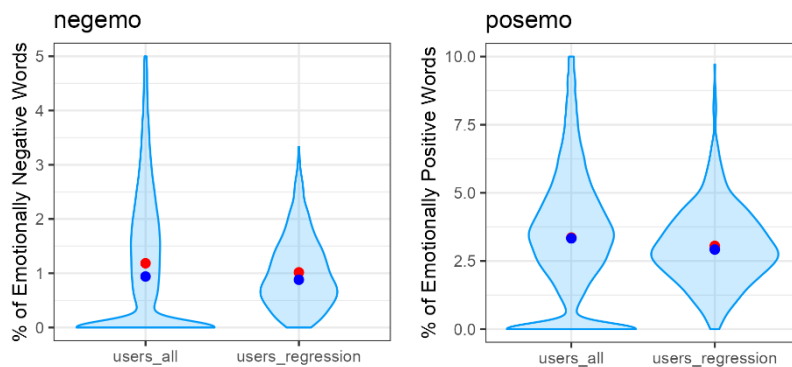 negemo
% of Emotionally Negative Words
5
4
3
2
1
0
users_all users_regression
posemo
% of Emotionally Positive Words
10.0
7.5
5.0
2.5
0.0
users_all users_regression